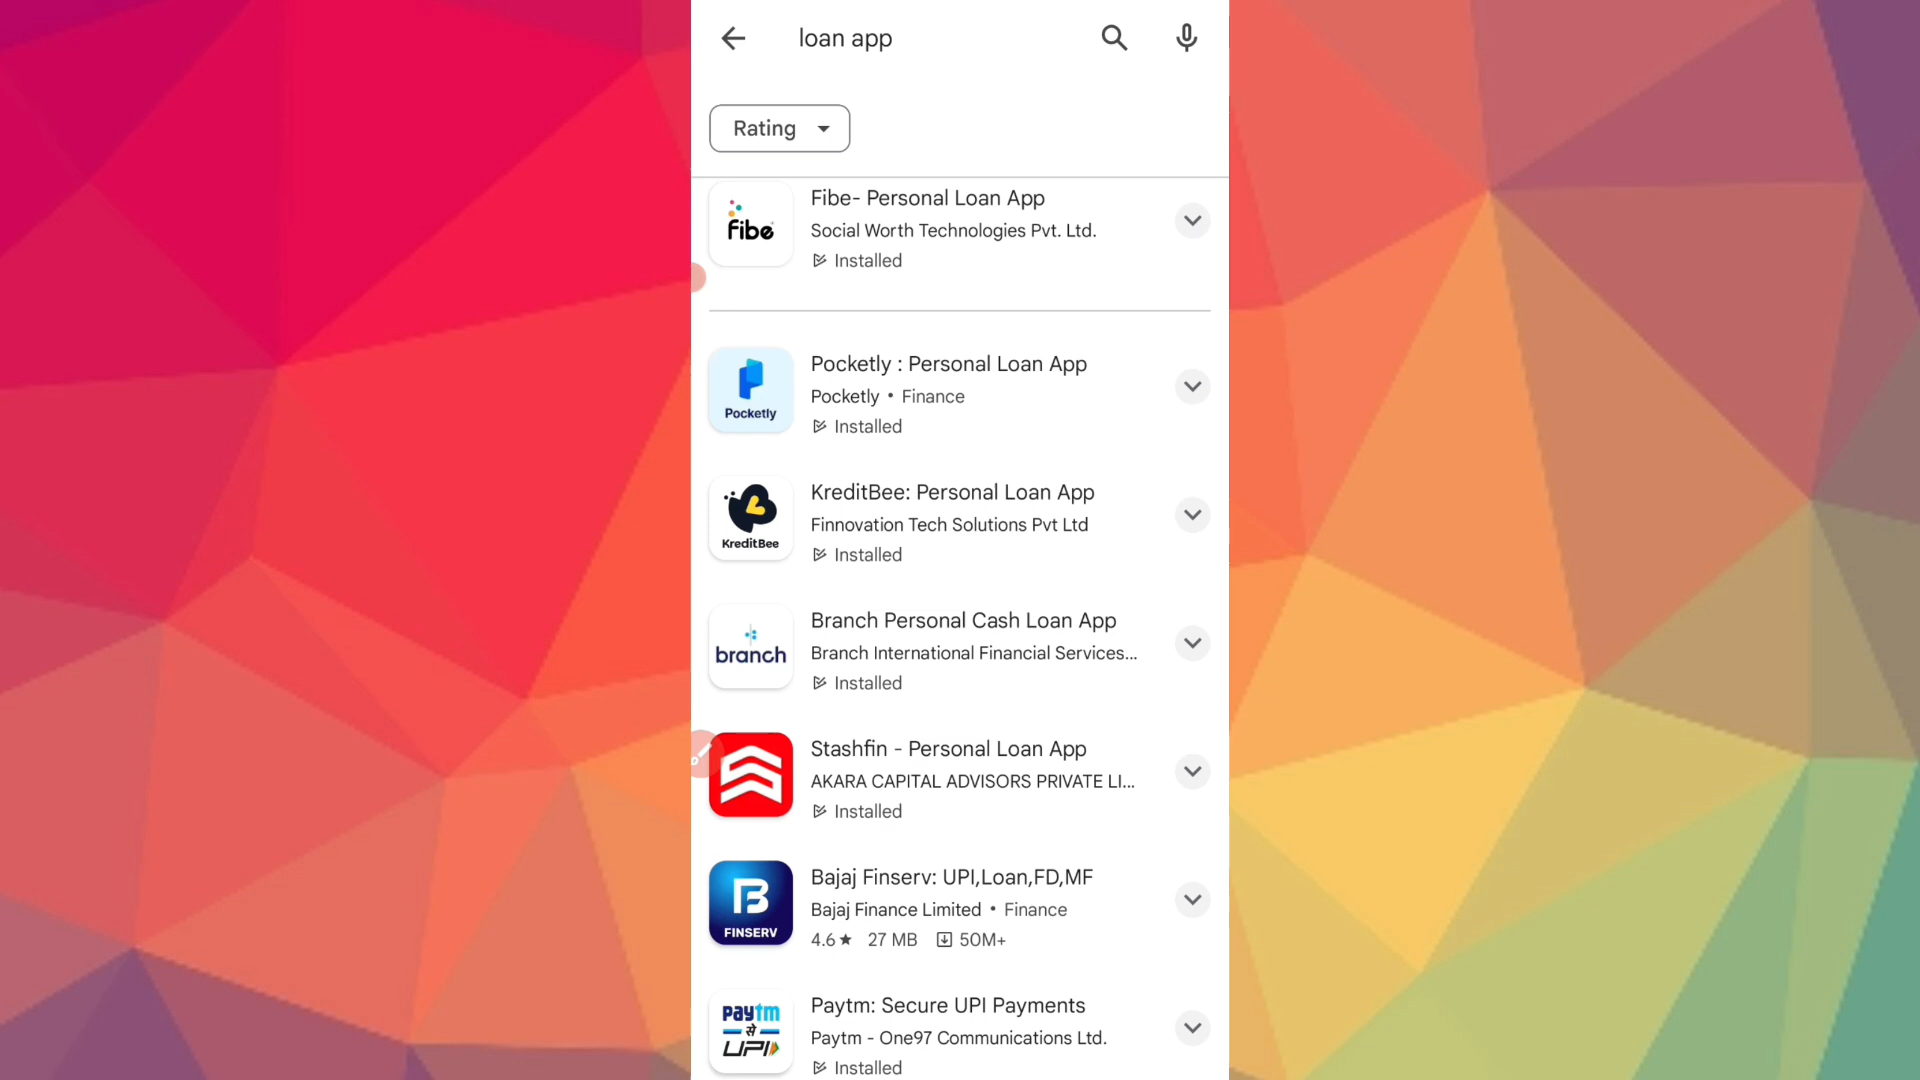 loan app
Rating
fibe
Fibe- Personal Loan App
Social Worth Technologies Pvt. Ltd.
Installed
Pocketly
Pocketly : Personal Loan App
Pocketly • Finance
Installed
KreditBee
KreditBee: Personal Loan App
Finnovation Tech Solutions Pvt Ltd
Installed
branch
Branch Personal Cash Loan App
Branch International Financial Services...
Installed
Stashfin - Personal Loan App
AKARA CAPITAL ADVISORS PRIVATE LI...
Installed
FINSERV
Bajaj Finserv: UPI,Loan,FD,MF
Bajaj Finance Limited • Finance
4.6★ 27 MB 50M+
paytm
से
UPI
Paytm: Secure UPI Payments
Paytm - One97 Communications Ltd.
Installed